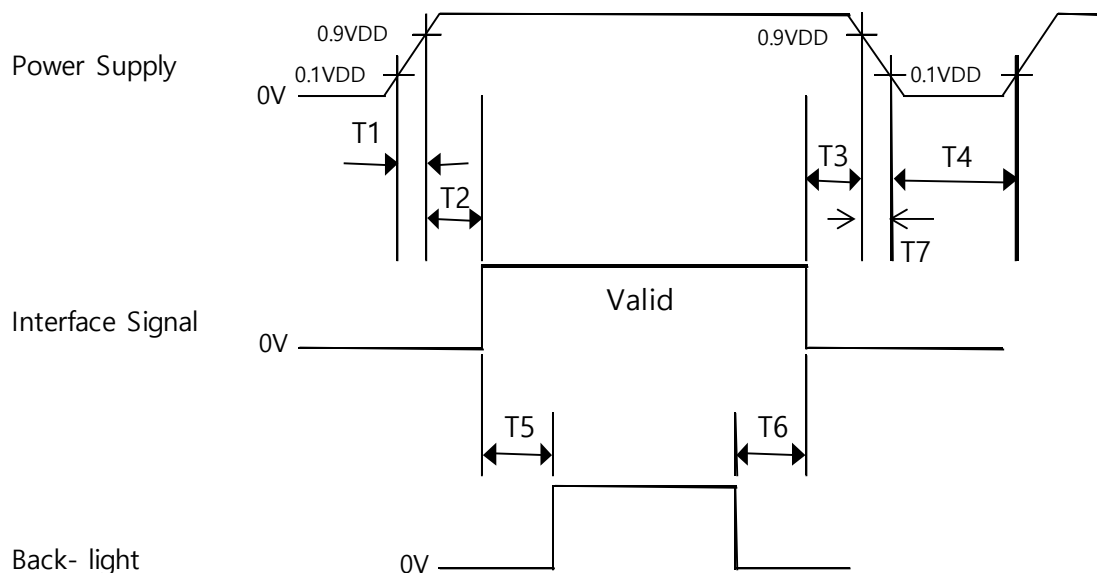 0.9VDD
0.9VDD
Power Supply
0.1VDD
0.1VDD
0V
T1
T3
T4
T2
T7
Valid
Interface Signal
0V
T5
T6
Back- light
0V